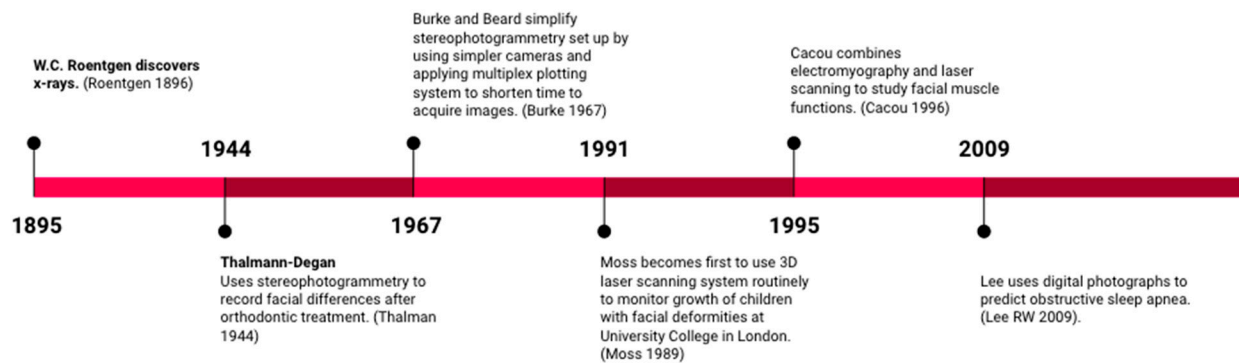 Burke and Beard simplify
stereophotogrammetry set up by
using simpler cameras and
applying multiplex plotting
system to shorten time to
acquire images. (Burke 1967)
W.C. Roentgen discovers
x-rays. (Roentgen 1896)
Cacou combines
electromyography and laser
scanning to study facial muscle
functions. (Cacou 1996)
1944
1991
2009
1895
1967
1995
Thalmann-Degan
Uses stereophotogrammetry to
record facial differences after
orthodontic treatment. (Thalman
1944)
Moss becomes first to use 3D
laser scanning system routinely
to monitor growth of children
with facial deformities at
University College in London.
(Moss 1989)
Lee uses digital photographs to
predict obstructive sleep apnea.
(Lee RW 2009).